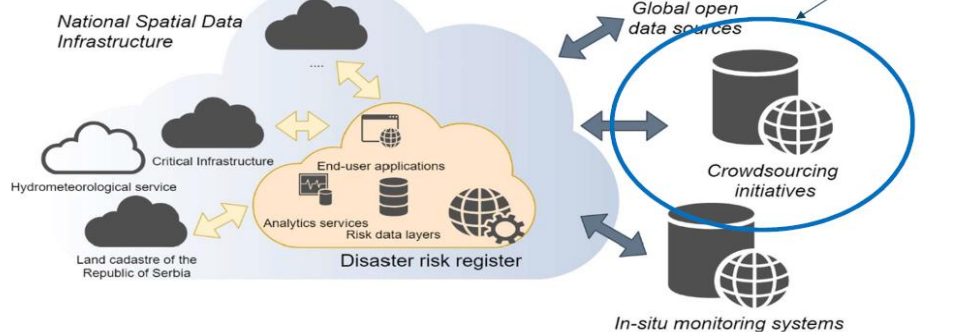 National Spatial Data
Infrastructure
....
Critical Infrastructure
Hydrometeorological service
Land cadastre of the
Republic of Serbia
End-user applications
Analytics services
Risk data layers
Disaster risk register
Global open
data sources
Crowdsourcing
initiatives
In-situ monitoring systems